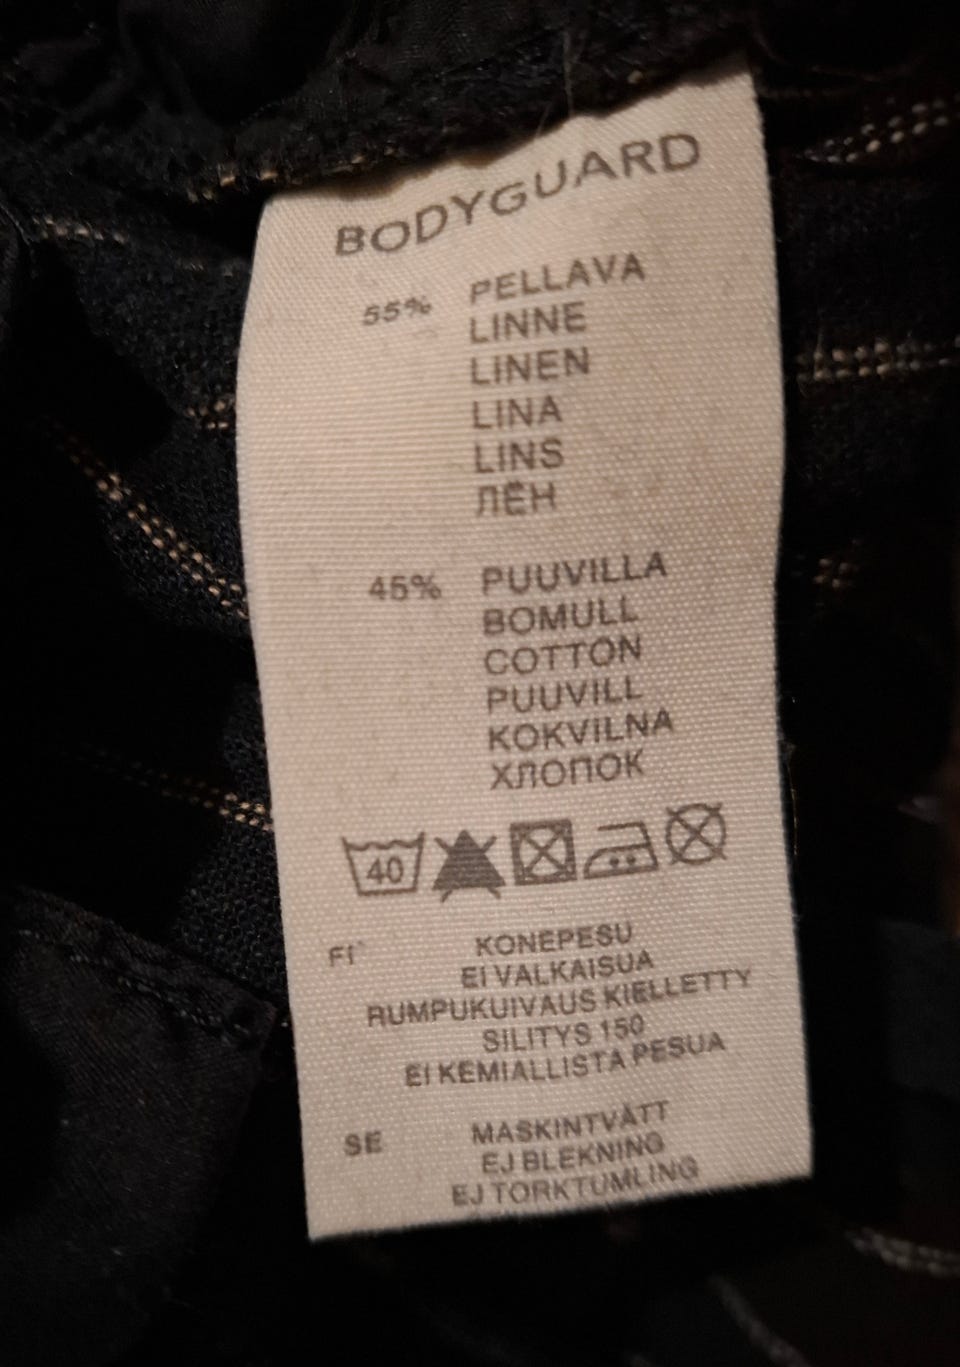 BODYGUARD
55% PELLAVA
LINNE
LINEN
LINA
LINS
ЛЁН
45% PUUVILLA
BOMULL
COTTON
PUUVILL
KOKVILNA
ХЛОПОК
40
FI KONEPESU
EI VALKAISUA
RUMPUKUIVAUS KIELLETTY
SILITYS 150
EI KEMIALLISTA PESUA
SE MASKINTVÄTT
EJ BLEKNING
EJ TORKTUMLING